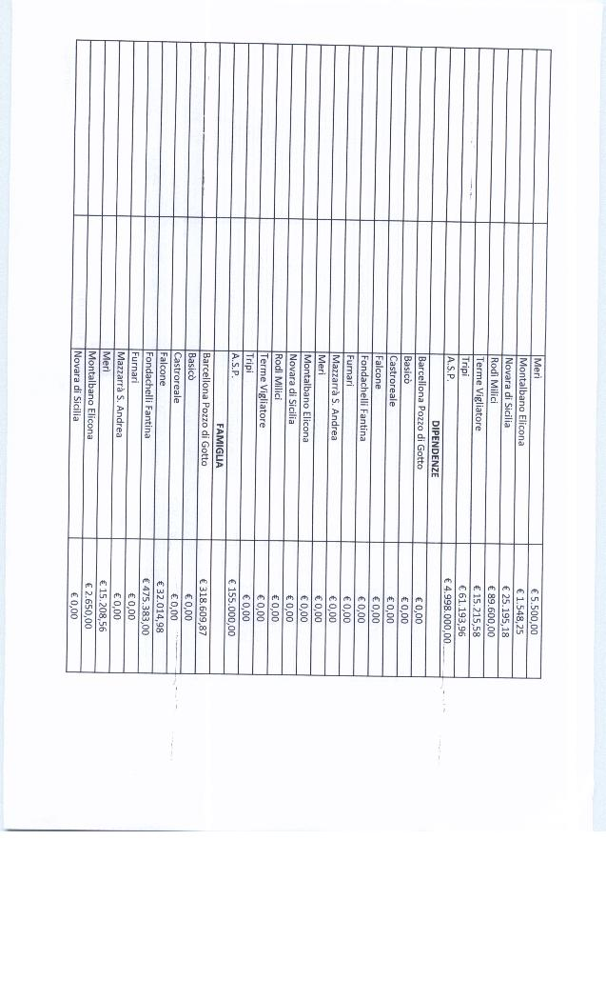 Merì € 5.500,00
Montalbano Elicona € 1.548,25
Novara di Sicilia € 25.195,18
Rodì Milici € 89.600,00
Terme Vigliatore € 15.215,58
Tripi € 61.193,96
A.S.P. € 4.998.000,00
DIPENDENZE
Barcellona Pozzo di Gotto € 0,00
Basicò € 0,00
Castroreale € 0,00
Falcone € 0,00
Fondachelli Fantina € 0,00
Furnari € 0,00
Mazzarrà S. Andrea € 0,00
Merì € 0,00
Montalbano Elicona € 0,00
Novara di Sicilia € 0,00
Rodì Milici € 0,00
Terme Vigliatore € 0,00
Tripi € 0,00
A.S.P. € 155.000,00
FAMIGLIA
Barcellona Pozzo di Gotto € 318.609,87
Basicò € 0,00
Castroreale € 0,00
Falcone € 32.014,98
Fondachelli Fantina € 475.383,00
Furnari € 0,00
Mazzarrà S. Andrea € 0,00
Merì € 15.208,56
Montalbano Elicona € 2.650,00
Novara di Sicilia € 0,00